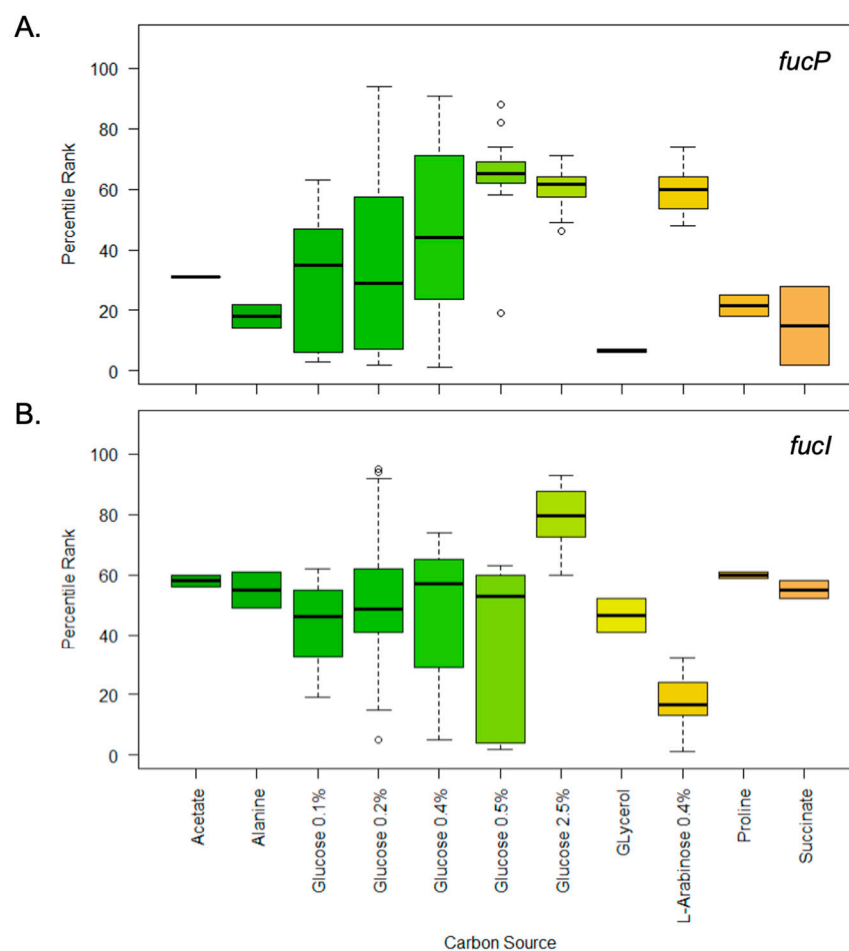 A.
fucP
Percentile Rank
100
80
60
40
20
0
B.
fucI
Percentile Rank
100
80
60
40
20
0
Acetate
Alanine
Glucose 0.1%
Glucose 0.2%
Glucose 0.4%
Glucose 0.5%
Glucose 2.5%
GLycerol
L-Arabinose 0.4%
Proline
Succinate
Carbon Source